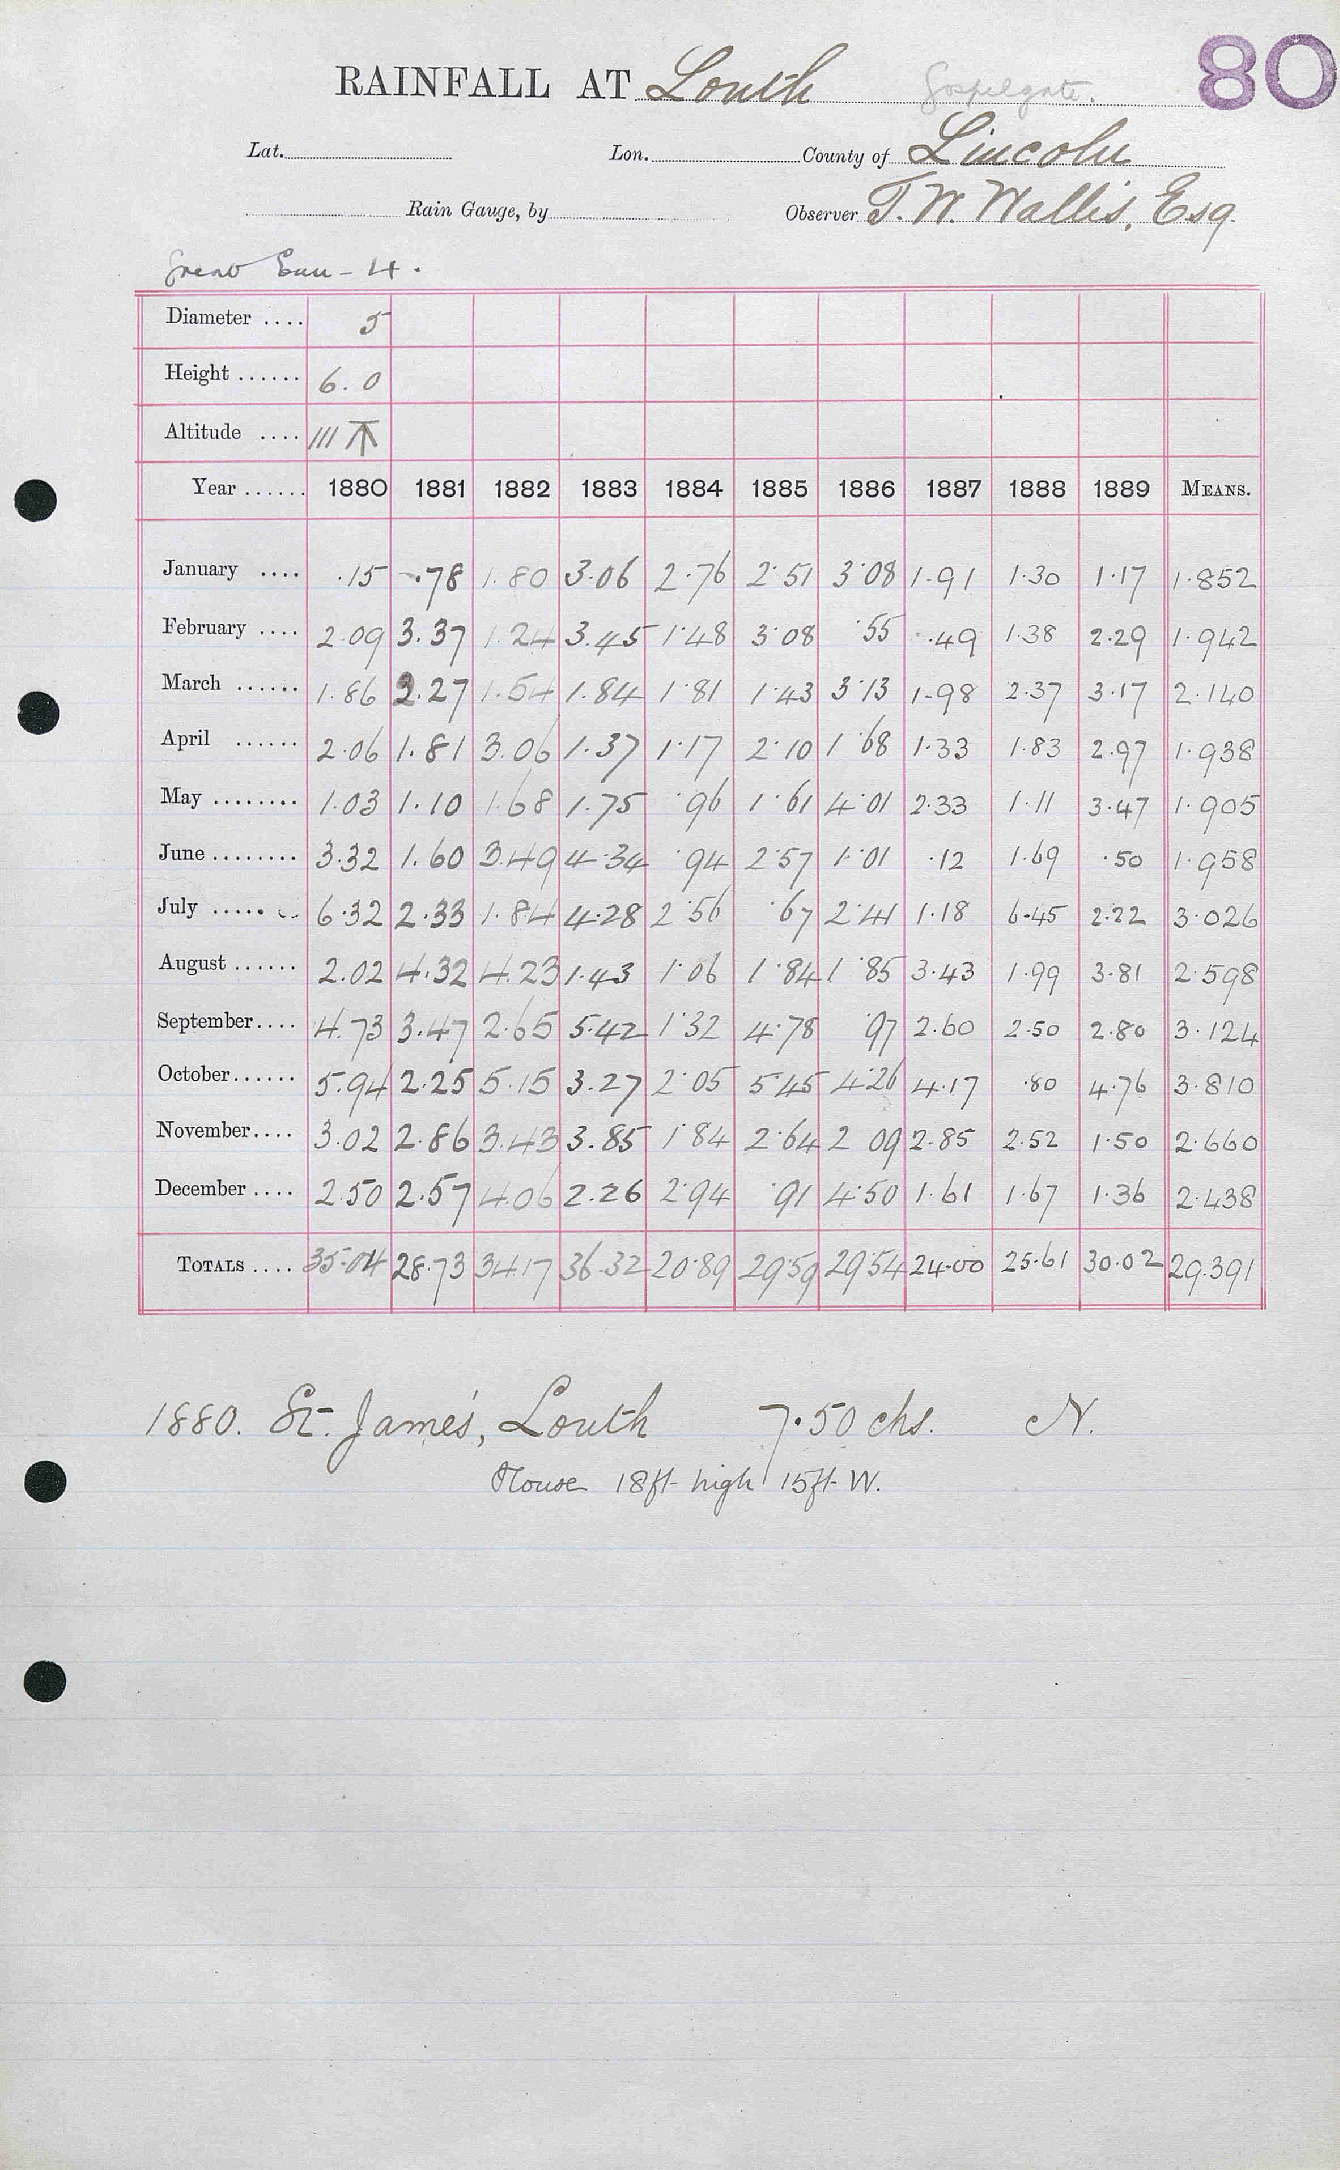 80
RAINFALL AT Louth Gospelgate.
Lat. Lon. County of Lincoln
Rain Gauge, by Observer T. W. Wallis, Esq.
Great Eau - 4.
Diameter .... 5
Height ...... 6.0
Altitude .... 111
Year ...... 1880 1881 1882 1883 1884 1885 1886 1887 1888 1889 MEANS.
January .... .15 .78 1.80 3.06 2.76 2.51 3.08 1.91 1.30 1.17 1.852
February .... 2.09 3.37 1.24 3.45 1.48 3.08 .55 .49 1.38 2.29 1.942
March ...... 1.86 2.27 1.54 1.84 1.81 1.43 3.13 1.98 2.37 3.17 2.140
April ...... 2.06 1.81 3.06 1.37 1.17 2.10 1.68 1.33 1.83 2.97 1.938
May ........ 1.03 1.10 1.68 1.75 .96 1.61 4.01 2.33 1.11 3.47 1.905
June ........ 3.32 1.60 3.49 4.34 .94 2.57 1.01 .12 1.69 .50 1.958
July ...... 6.32 2.33 1.84 4.28 2.56 .67 2.41 1.18 6.45 2.22 3.026
August ...... 2.02 4.32 4.23 1.43 1.06 1.84 1.85 3.43 1.99 3.81 2.598
September .... 4.73 3.47 2.65 5.42 1.32 4.78 97 2.60 2.50 2.80 3.124
October ...... 5.94 2.25 5.15 3.27 2.05 5.45 4.26 4.17 .80 4.76 3.810
November .... 3.02 2.86 3.43 3.85 1.84 2.64 2 09 2.85 2.52 1.50 2.660
December .... 2.50 2.57 4.06 2.26 2.94 .91 4.50 1.61 1.67 1.36 2.438
TOTALS .... 35.04 28.73 34.17 36.32 20.89 29.59 29.54 24.00 25.61 30.02 29.391
1880. St. James', Louth 7.50 chs. N.
House 18ft high 15ft W.